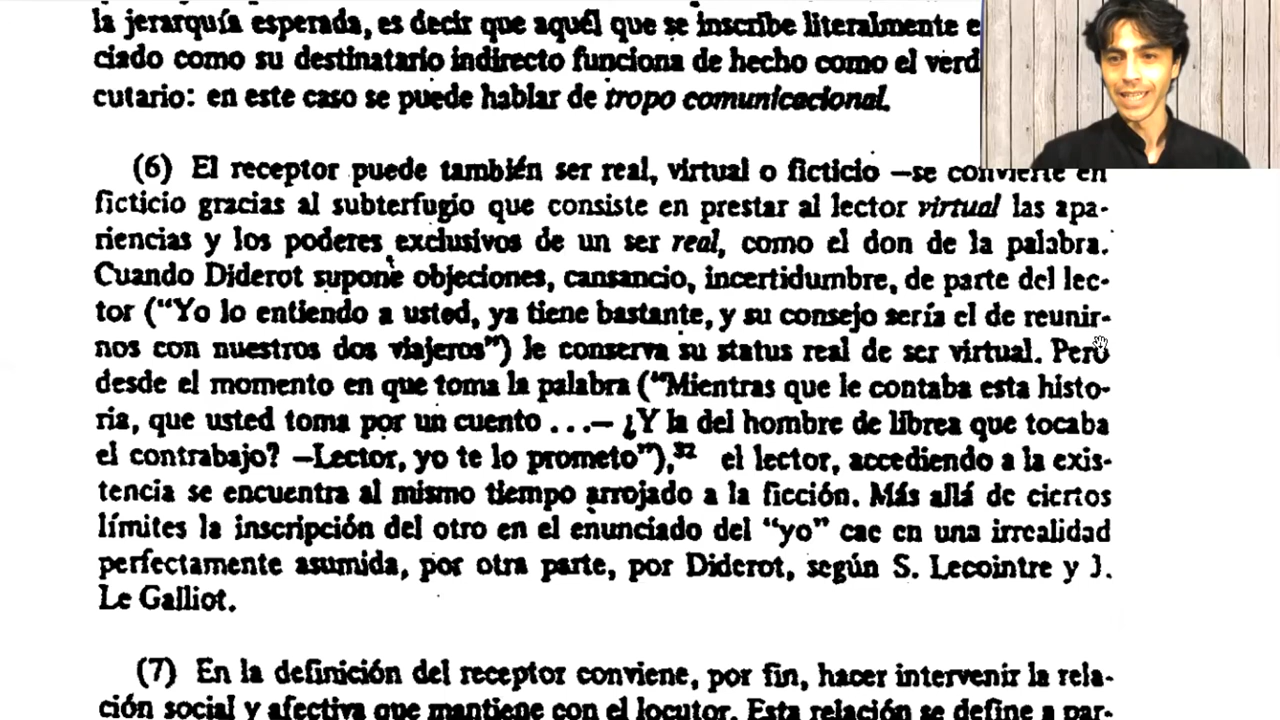 la jerarquía esperada, es decir que aquél que se inscribe literalmente e
ciado como su destinatario indirecto funciona de hecho como el verd
cutario: en este caso se puede hablar de tropo comunicacional.
(6) El receptor puede también ser real, virtual o ficticio —se convierte en
ficticio gracias al subterfugio que consiste en prestar al lector virtual las apa-
riencias y los poderes exclusivos de un ser real, como el don de la palabra.
Cuando Diderot supone objeciones, cansancio, incertidumbre, de parte del lec-
tor (“Yo lo entiendo a usted, ya tiene bastante, y su consejo sería el de reunir-
nos con nuestros dos viajeros”) le conserva su status real de ser virtual. Pero
desde el momento en que toma la palabra (“Mientras que le contaba esta histo-
ria, que usted toma por un cuento ...— ¿Y la del hombre de librea que tocaba
el contrabajo? —Lector, yo te lo prometo”),³² el lector, accediendo a la exis-
tencia se encuentra al mismo tiempo arrojado a la ficción. Más allá de ciertos
límites la inscripción del otro en el enunciado del “yo” cae en una irrealidad
perfectamente asumida, por otra parte, por Diderot, según S. Lecointre y J.
Le Galliot.
(7) En la definición del receptor conviene, por fin, hacer intervenir la rela-
ción social y afectiva que mantiene con el locutor. Esta relación se define a par-